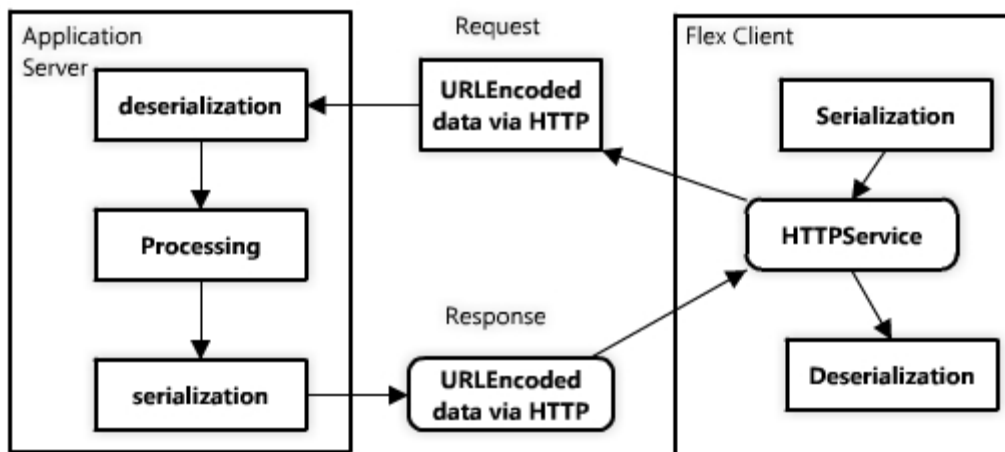 Application
Server
deserialization
Processing
serialization
Request
URLEncoded
data via HTTP
Response
URLEncoded
data via HTTP
Flex Client
Serialization
HTTPService
Deserialization